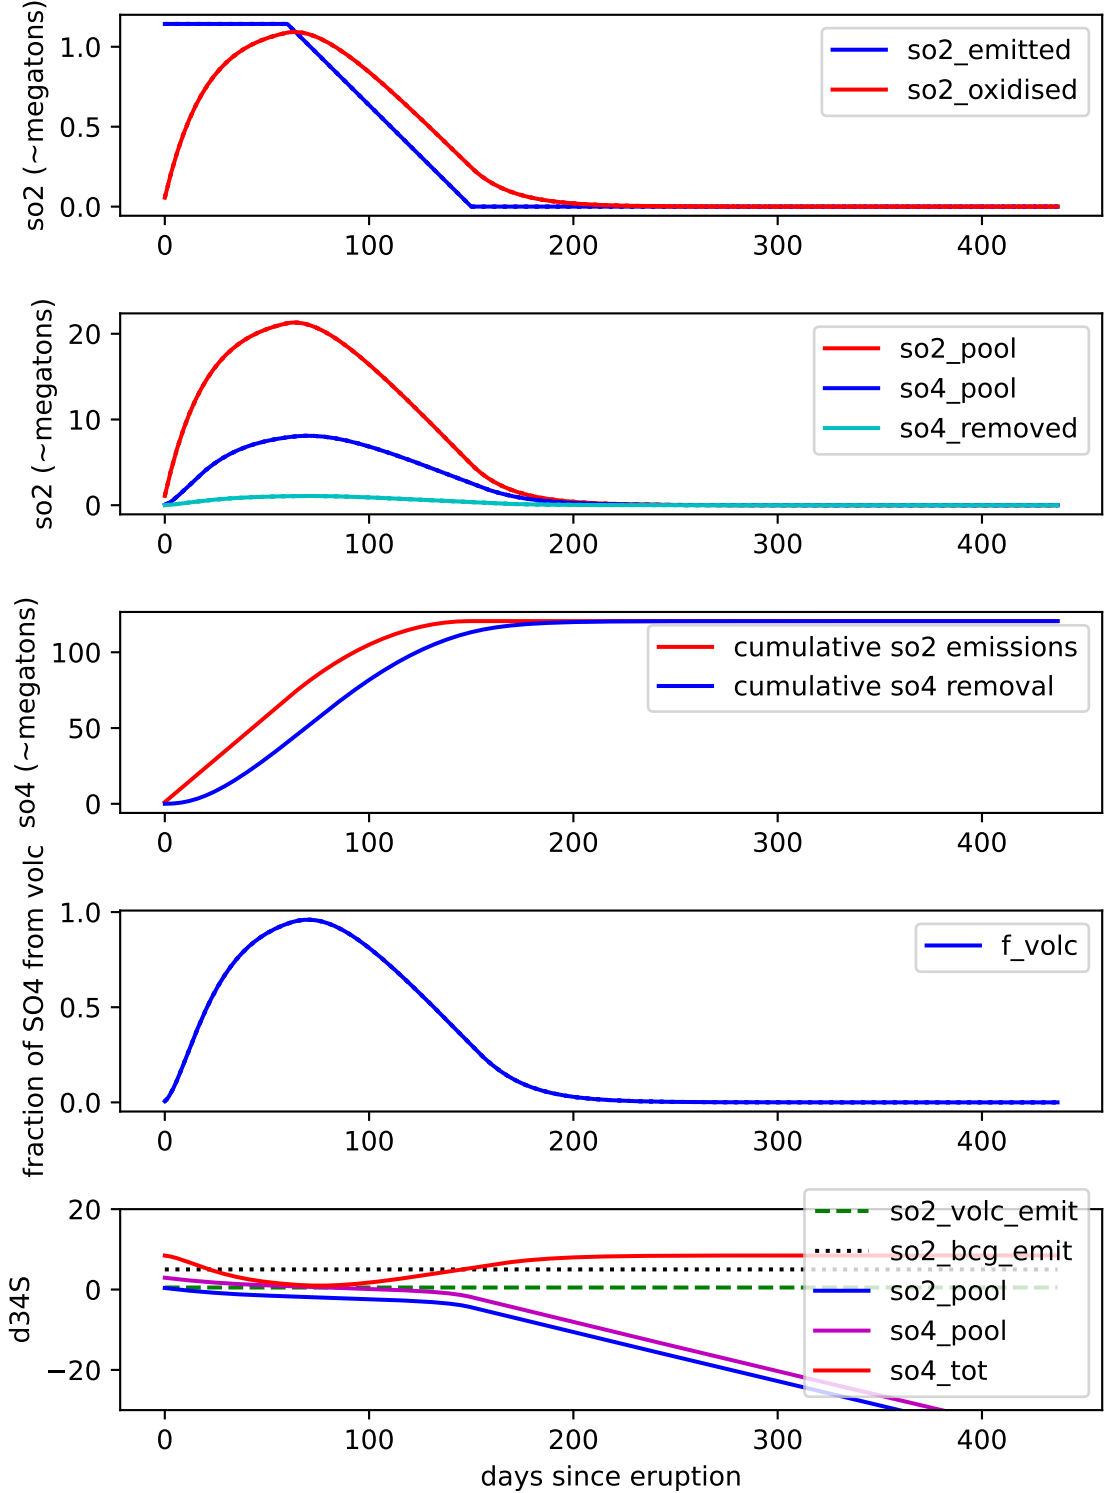 so2 (~megatons)
1.0
0.5
0.0
so2_emitted
so2_oxidised
0 100 200 300 400
so2 (~megatons)
20
10
0
so2_pool
so4_pool
so4_removed
0 100 200 300 400
so4 (~megatons)
100
50
0
cumulative so2 emissions
cumulative so4 removal
0 100 200 300 400
fraction of SO4 from volc
1.0
0.5
0.0
f_volc
0 100 200 300 400
d34S
20
0
−20
so2_volc_emit
so2_bcg_emit
so2_pool
so4_pool
so4_tot
0 100 200 300 400
days since eruption